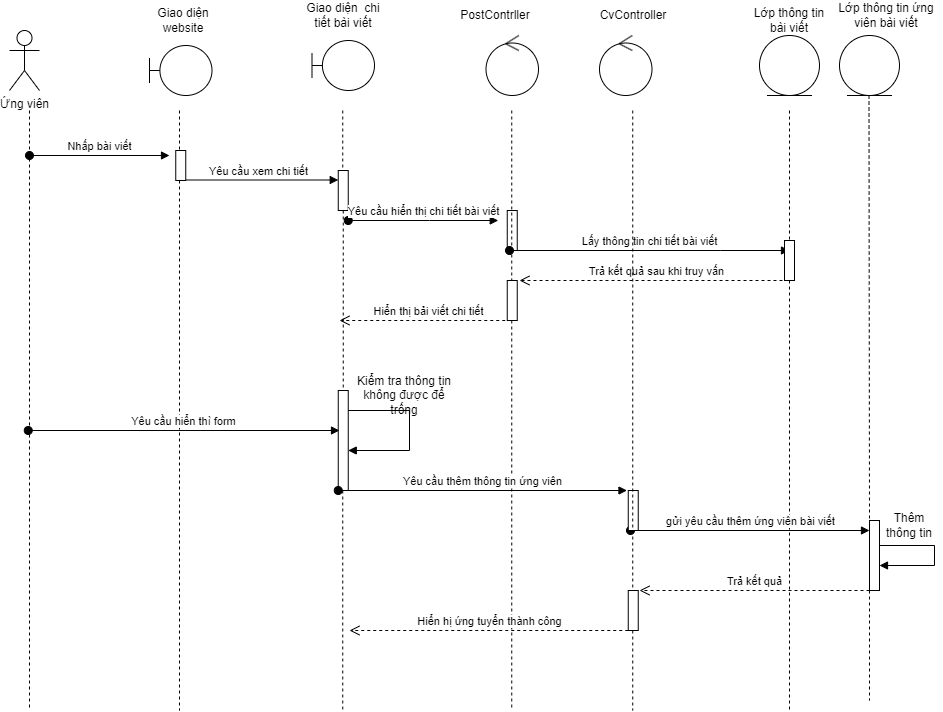 Giao diện
website
Giao diện chi
tiết bài viết
PostContrller
CvController
Lớp thông tin
bài viết
Lớp thông tin ứng
viên bài viết
Ứng viên
Nhấp bài viết
Yêu cầu xem chi tiết
Yêu cầu hiển thị chi tiết bài viết
Lấy thông tin chi tiết bài viết
Trả kết quả sau khi truy vấn
Hiển thị bải viết chi tiết
Kiểm tra thông tin
không được để
trống
Yêu cầu hiển thỉ form
Yêu cầu thêm thông tin ứng viên
gửi yêu cầu thêm ứng viên bài viết
Thêm
thông tin
Trả kết quả
Hiển hị ứng tuyển thành công